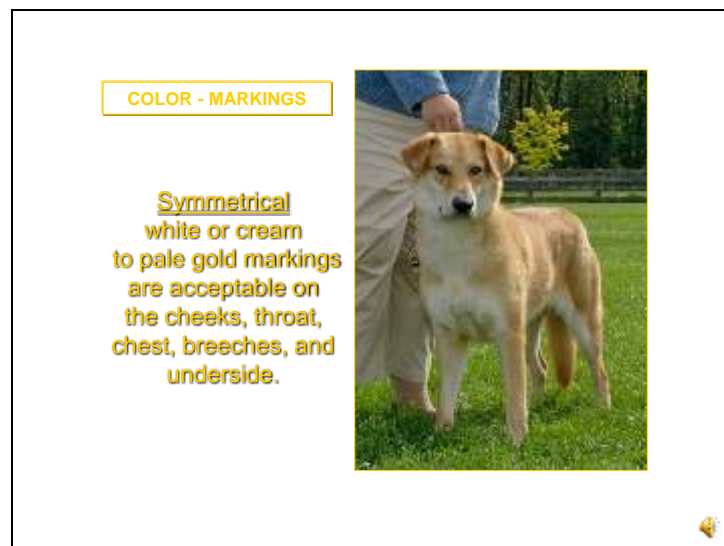 COLOR - MARKINGS
Symmetrical
white or cream
to pale gold markings
are acceptable on
the cheeks, throat,
chest, breeches, and
underside.